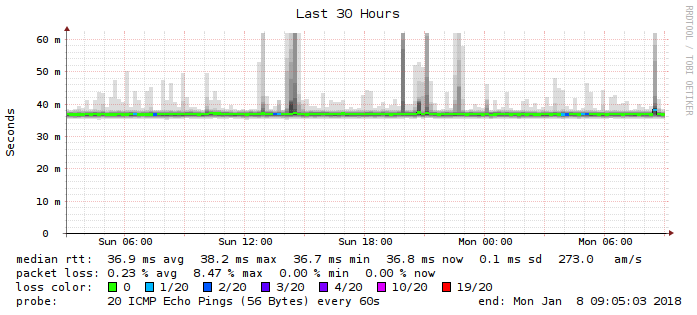 Last 30 Hours
RRDTOOL / TOBI OETIKER
Seconds
60 m
50 m
40 m
30 m
20 m
10 m
0
Sun 06:00 Sun 12:00 Sun 18:00 Mon 00:00 Mon 06:00
median rtt: 36.9 ms avg 38.2 ms max 36.7 ms min 36.8 ms now 0.1 ms sd 273.0 am/s
packet loss: 0.23 % avg 8.47 % max 0.00 % min 0.00 % now
loss color: 0 1/20 2/20 3/20 4/20 10/20 19/20
probe: 20 ICMP Echo Pings (56 Bytes) every 60s end: Mon Jan 8 09:05:03 2018